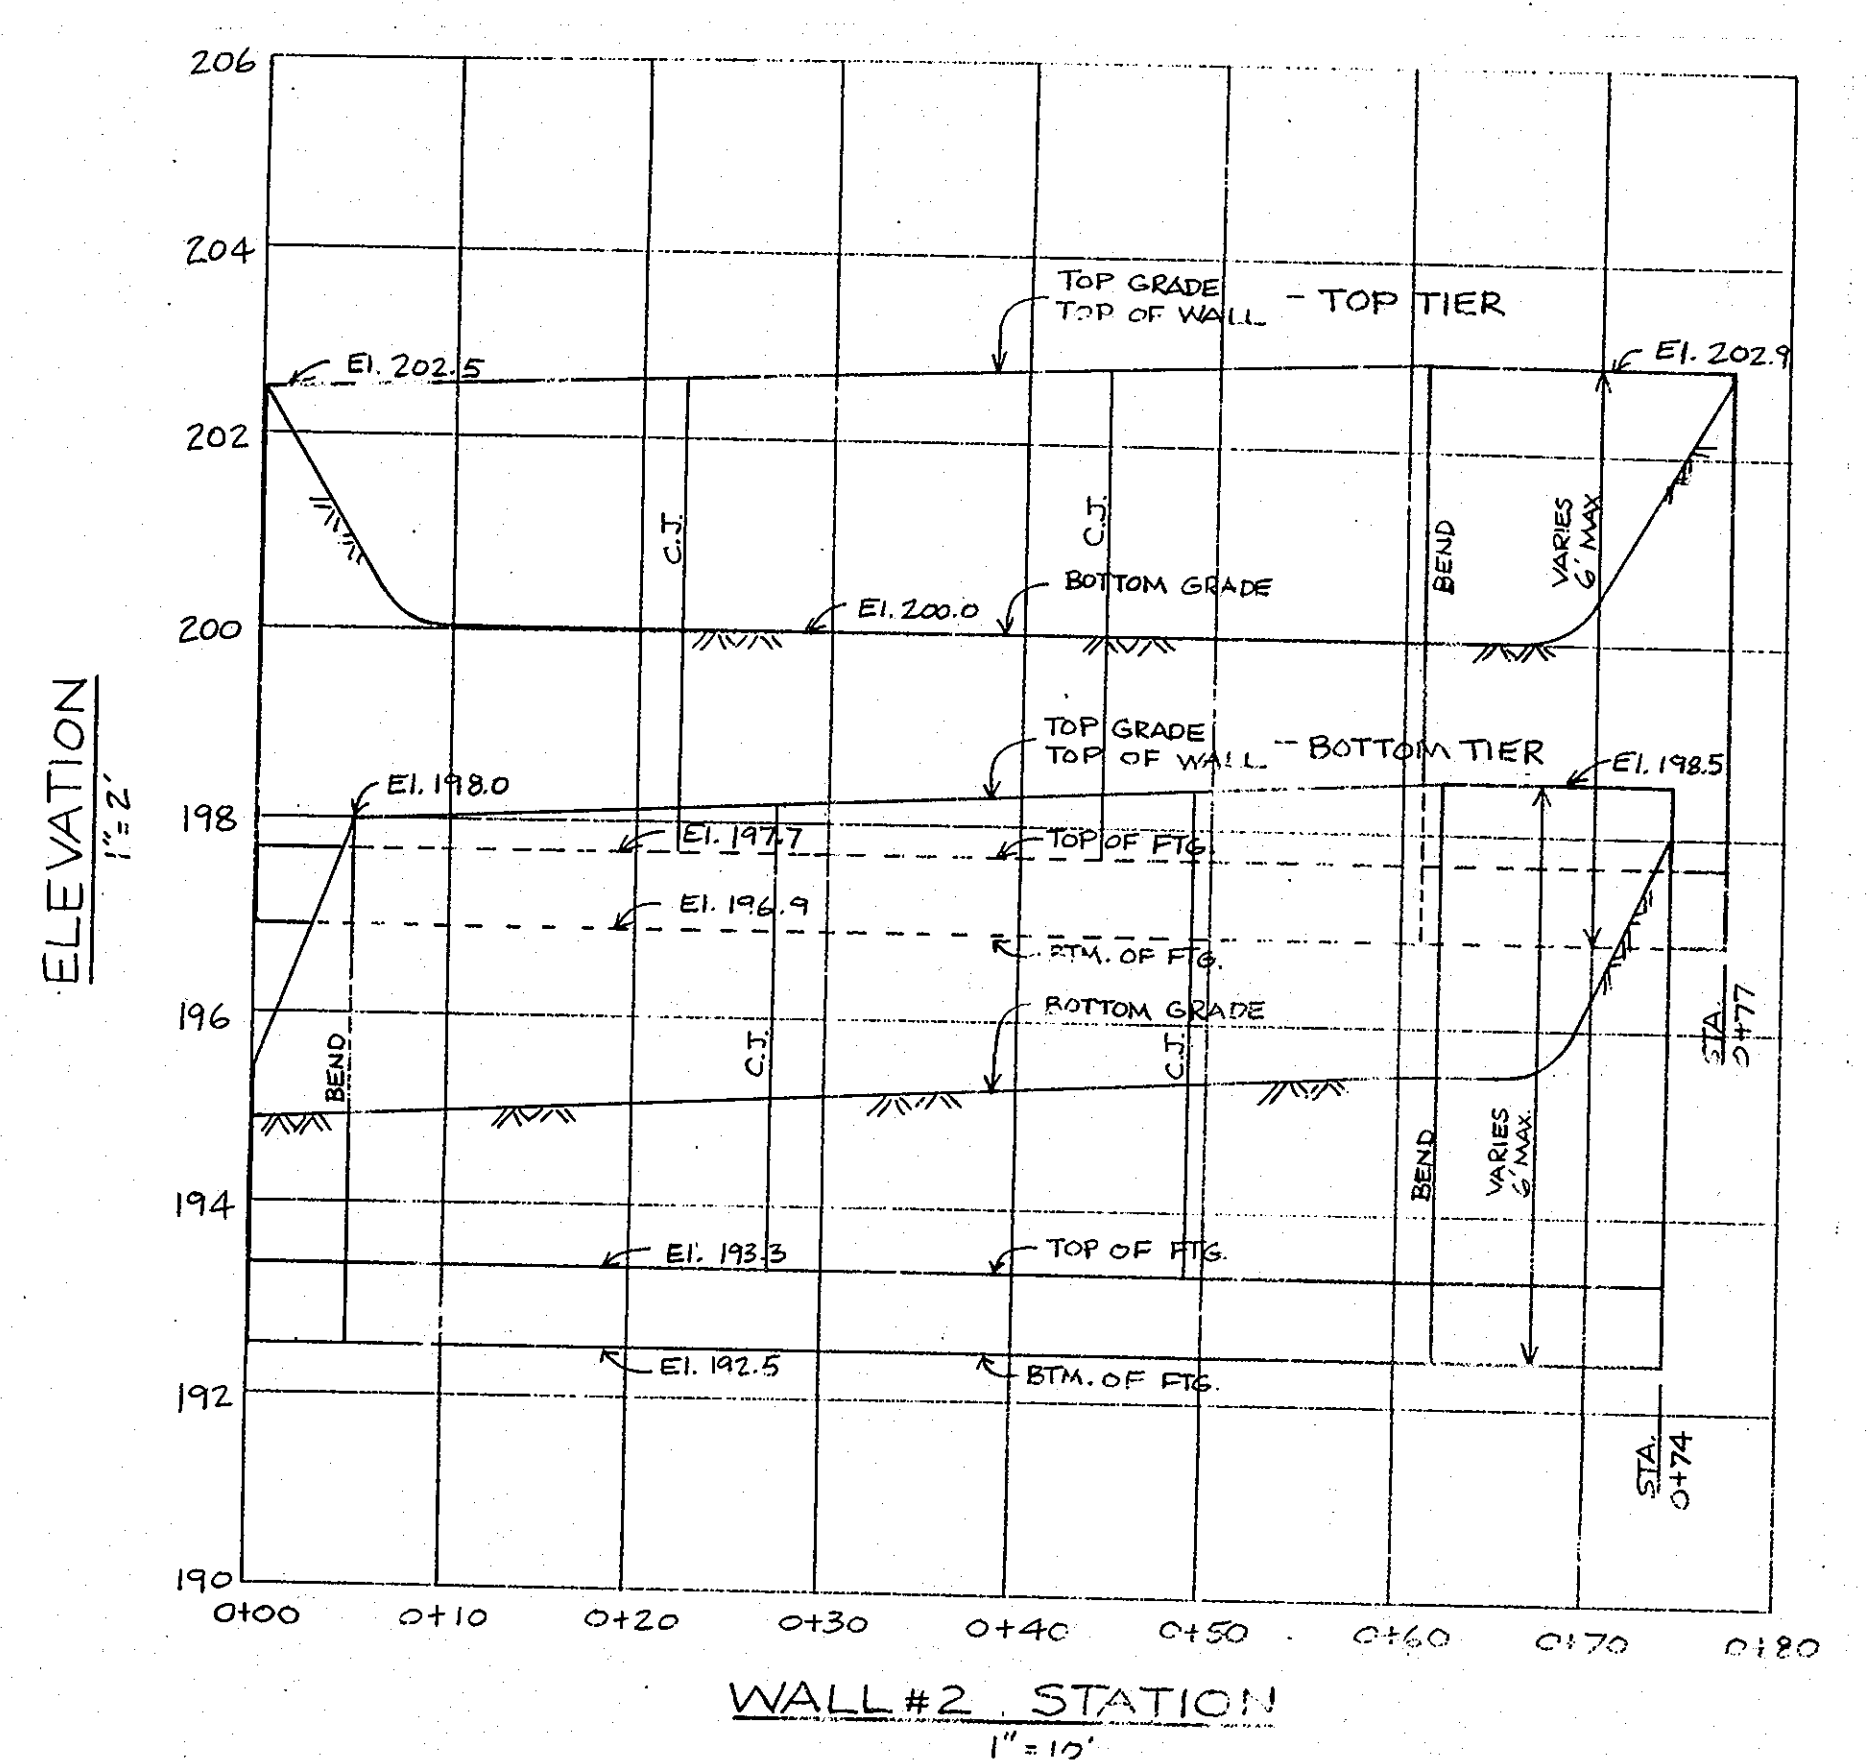 206
204
TOP GRADE
TOP OF WALL - TOP TIER
El. 202.5
El. 202.9
202
C.J.
C.J.
BEND
VARIES
6' MAX
BOTTOM GRADE
El. 200.0
200
ELEVATION
1"=2'
TOP GRADE
TOP OF WALL - BOTTOM TIER
El. 198.5
El. 198.0
198
El. 197.7
TOP OF FTG.
El. 196.9
BTM. OF FTG.
196
BOTTOM GRADE
BEND
C.J.
C.J.
STA.
0+77
BEND
VARIES
6' MAX.
194
El. 193.3
TOP OF FTG.
El. 192.5
BTM. OF FTG.
192
STA.
0+74
190
0+00 0+10 0+20 0+30 0+40 0+50 0+60 0+70 0+80
WALL #2 STATION
1"=10'